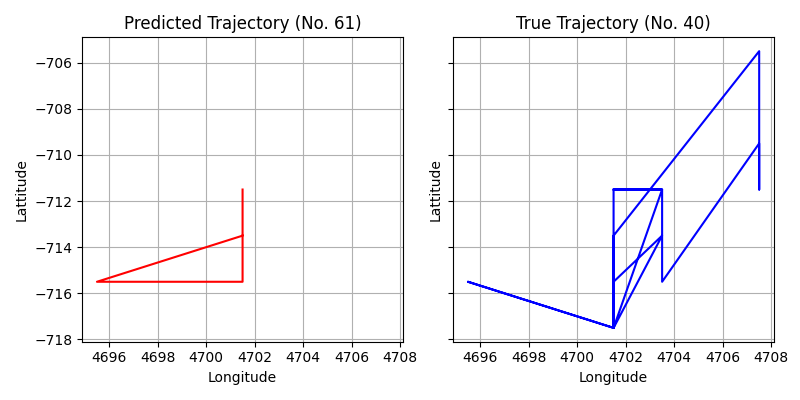 Predicted Trajectory (No. 61)
True Trajectory (No. 40)
Lattitude
−706
−708
−710
−712
−714
−716
−718
4696 4698 4700 4702 4704 4706 4708
Longitude
Lattitude
4696 4698 4700 4702 4704 4706 4708
Longitude